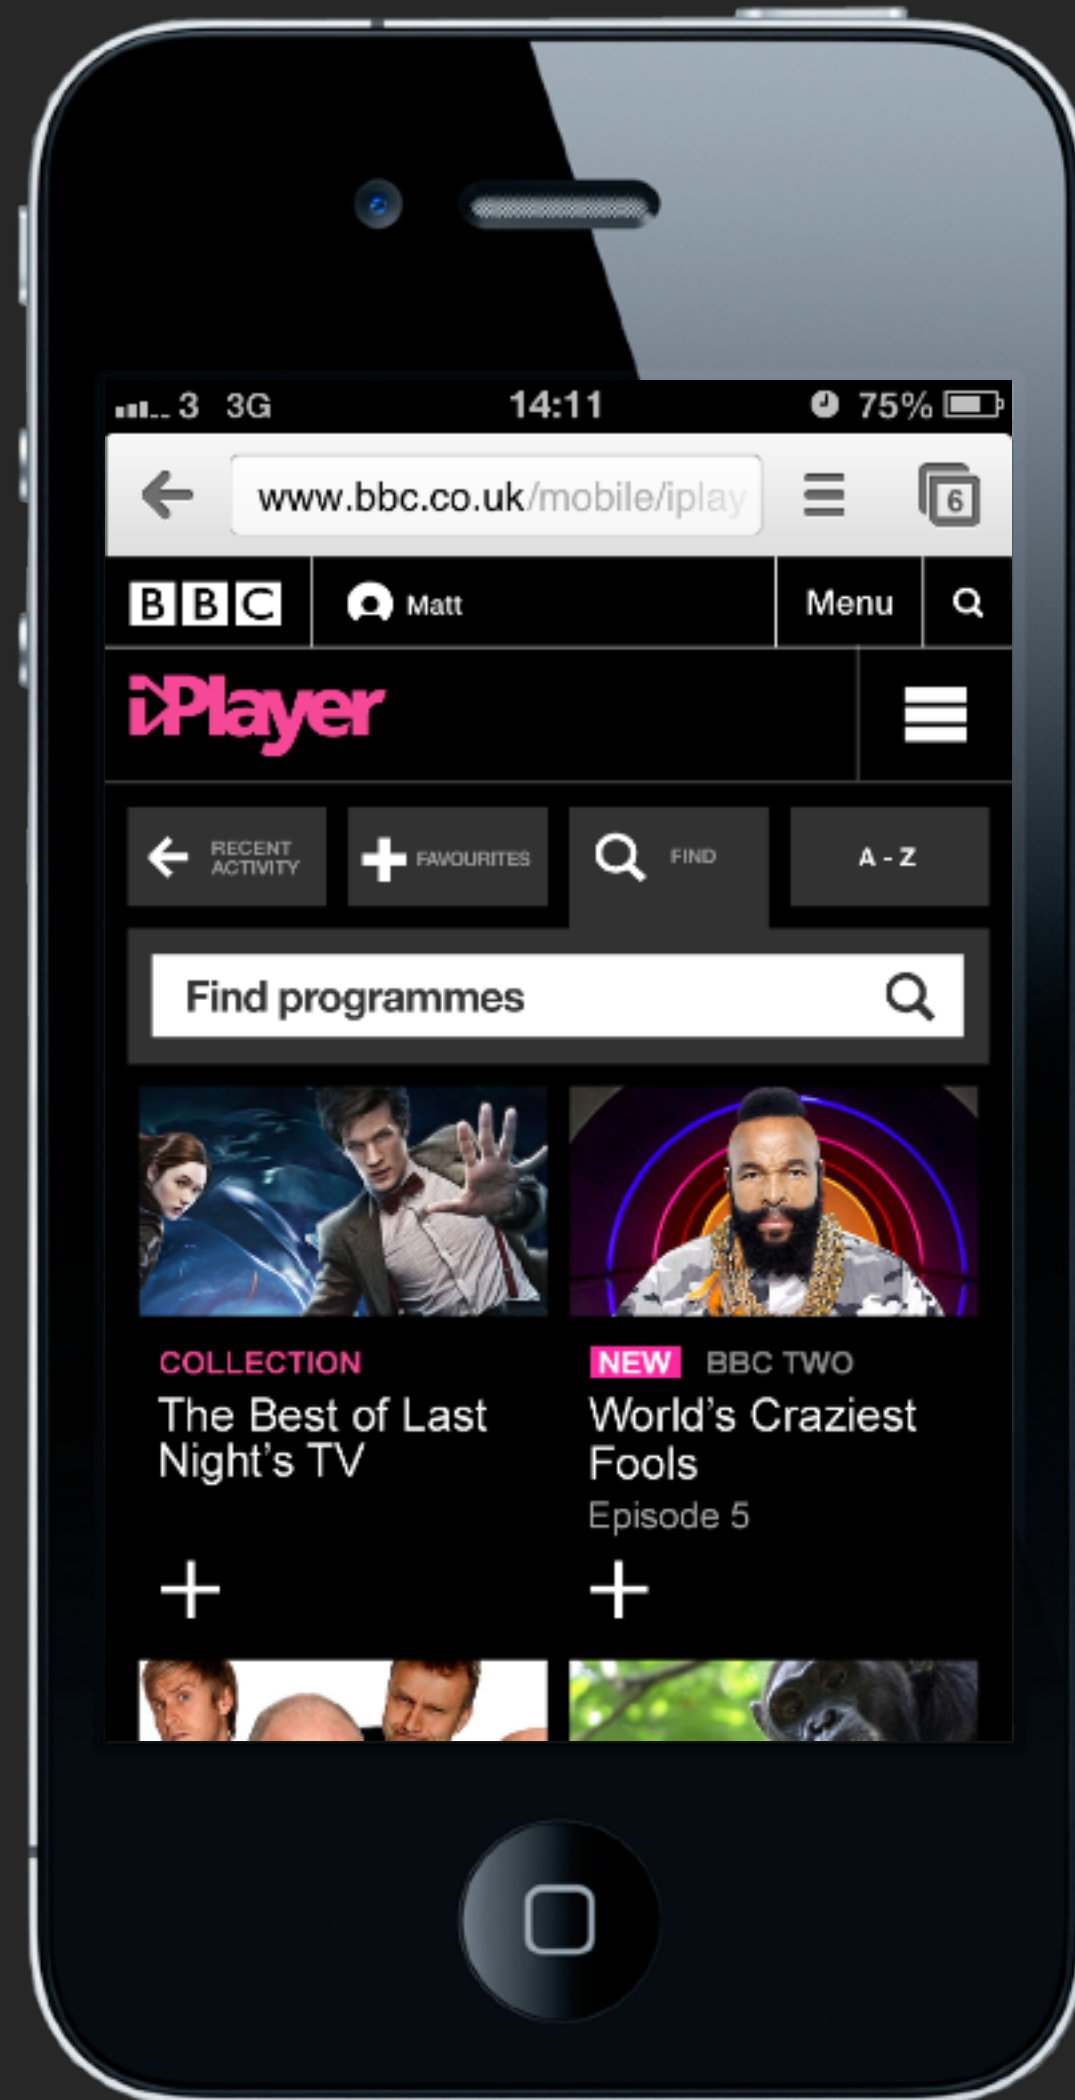 3 3G 14:11 75%
www.bbc.co.uk/mobile/iplay 6
BBC Matt Menu
iPlayer
RECENT
ACTIVITY
FAVOURITES
FIND
A - Z
Find programmes
COLLECTION
The Best of Last
Night's TV
NEW BBC TWO
World's Craziest
Fools
Episode 5